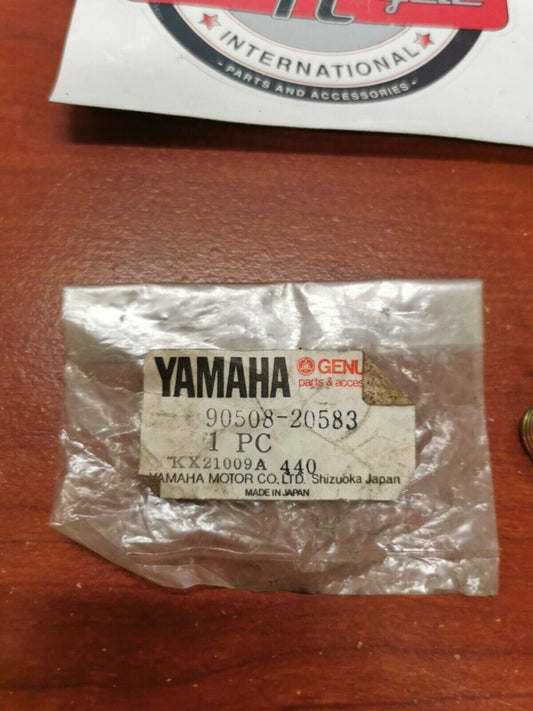 INTERNATIONAL
- PARTS AND ACCESSORIES -
YAMAHA
GENU
parts & acces
90508-20583
1 PC
KX21009A 440
YAMAHA MOTOR CO., LTD. Shizuoka Japan
MADE IN JAPAN